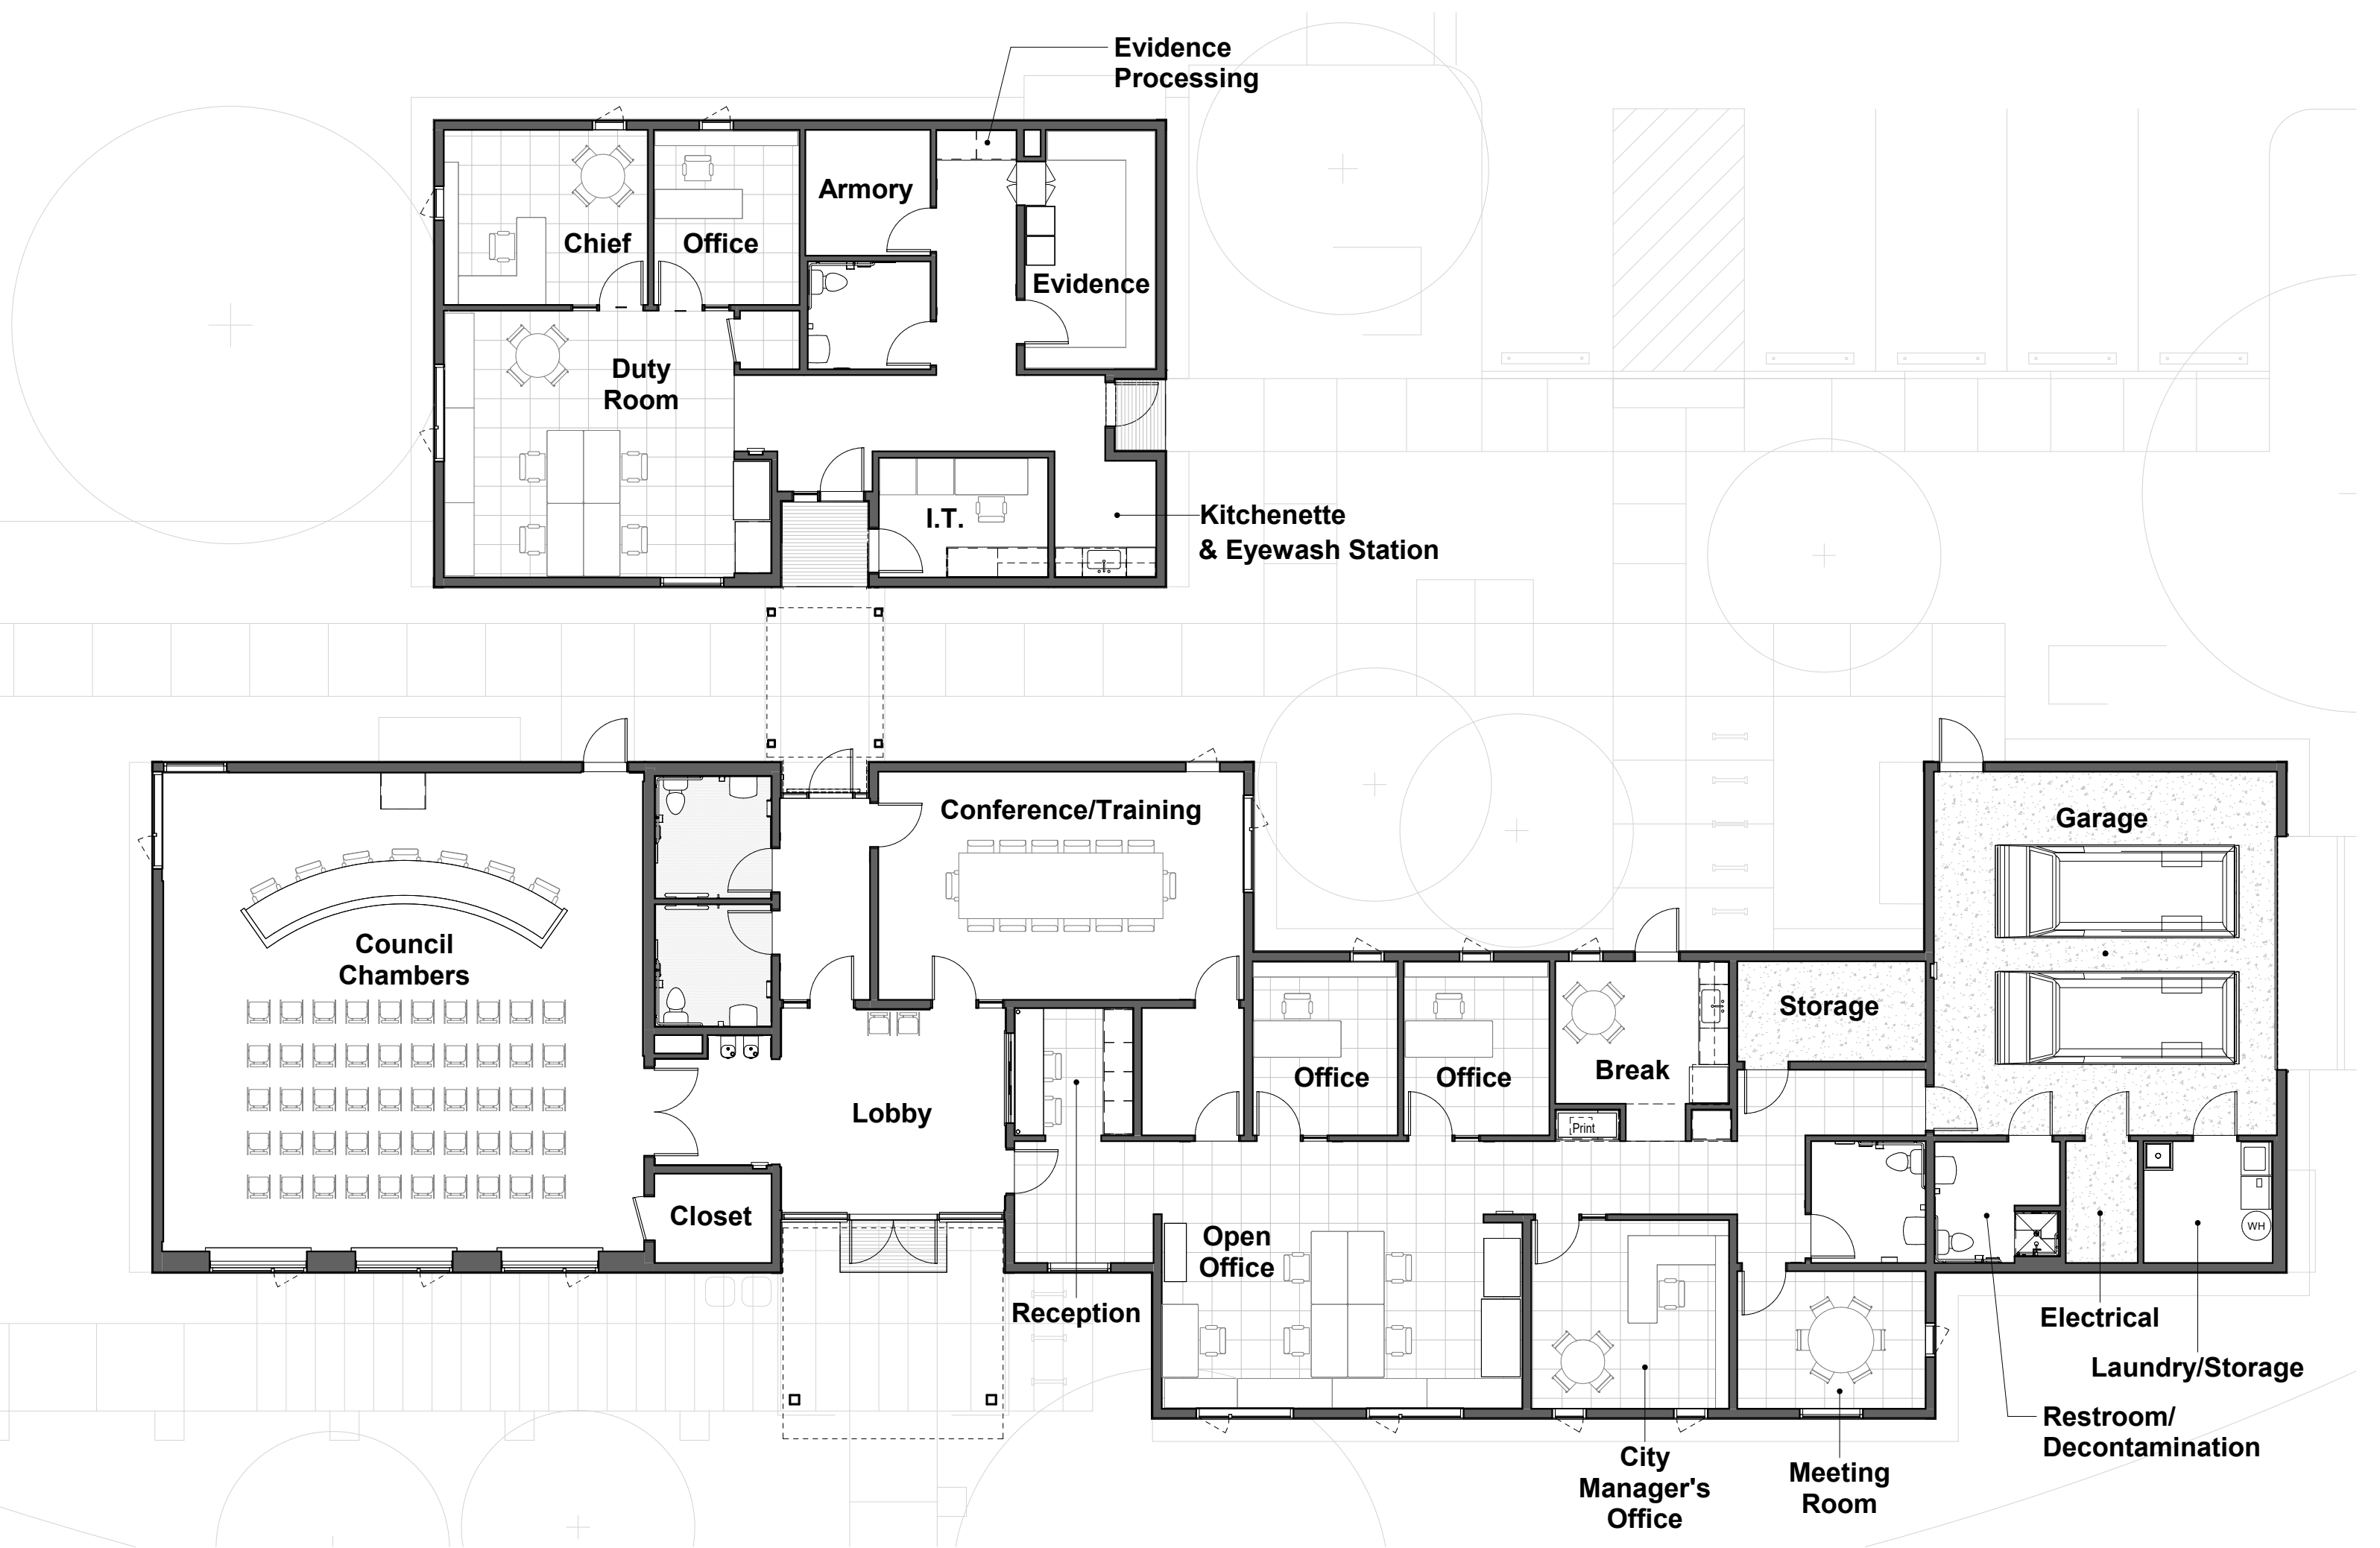 Evidence
Processing
Armory
Chief
Office
Evidence
Duty
Room
I.T.
Kitchenette
& Eyewash Station
Conference/Training
Garage
Council
Chambers
Storage
Break
Office
Office
Lobby
Print
Closet
Open
Office
WH
Reception
Electrical
Laundry/Storage
Restroom/
Decontamination
City
Manager's
Office
Meeting
Room